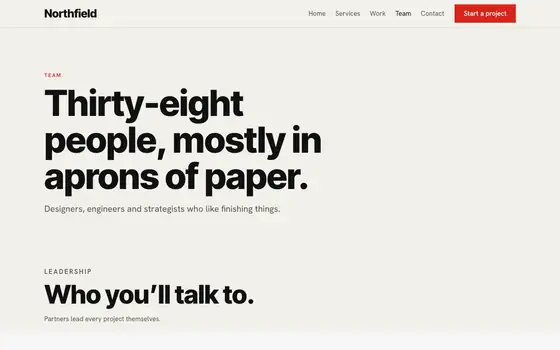 Northfield
Home Services Work Team Contact Start a project
TEAM
Thirty-eight
people, mostly in
aprons of paper.
Designers, engineers and strategists who like finishing things.
LEADERSHIP
Who you’ll talk to.
Partners lead every project themselves.